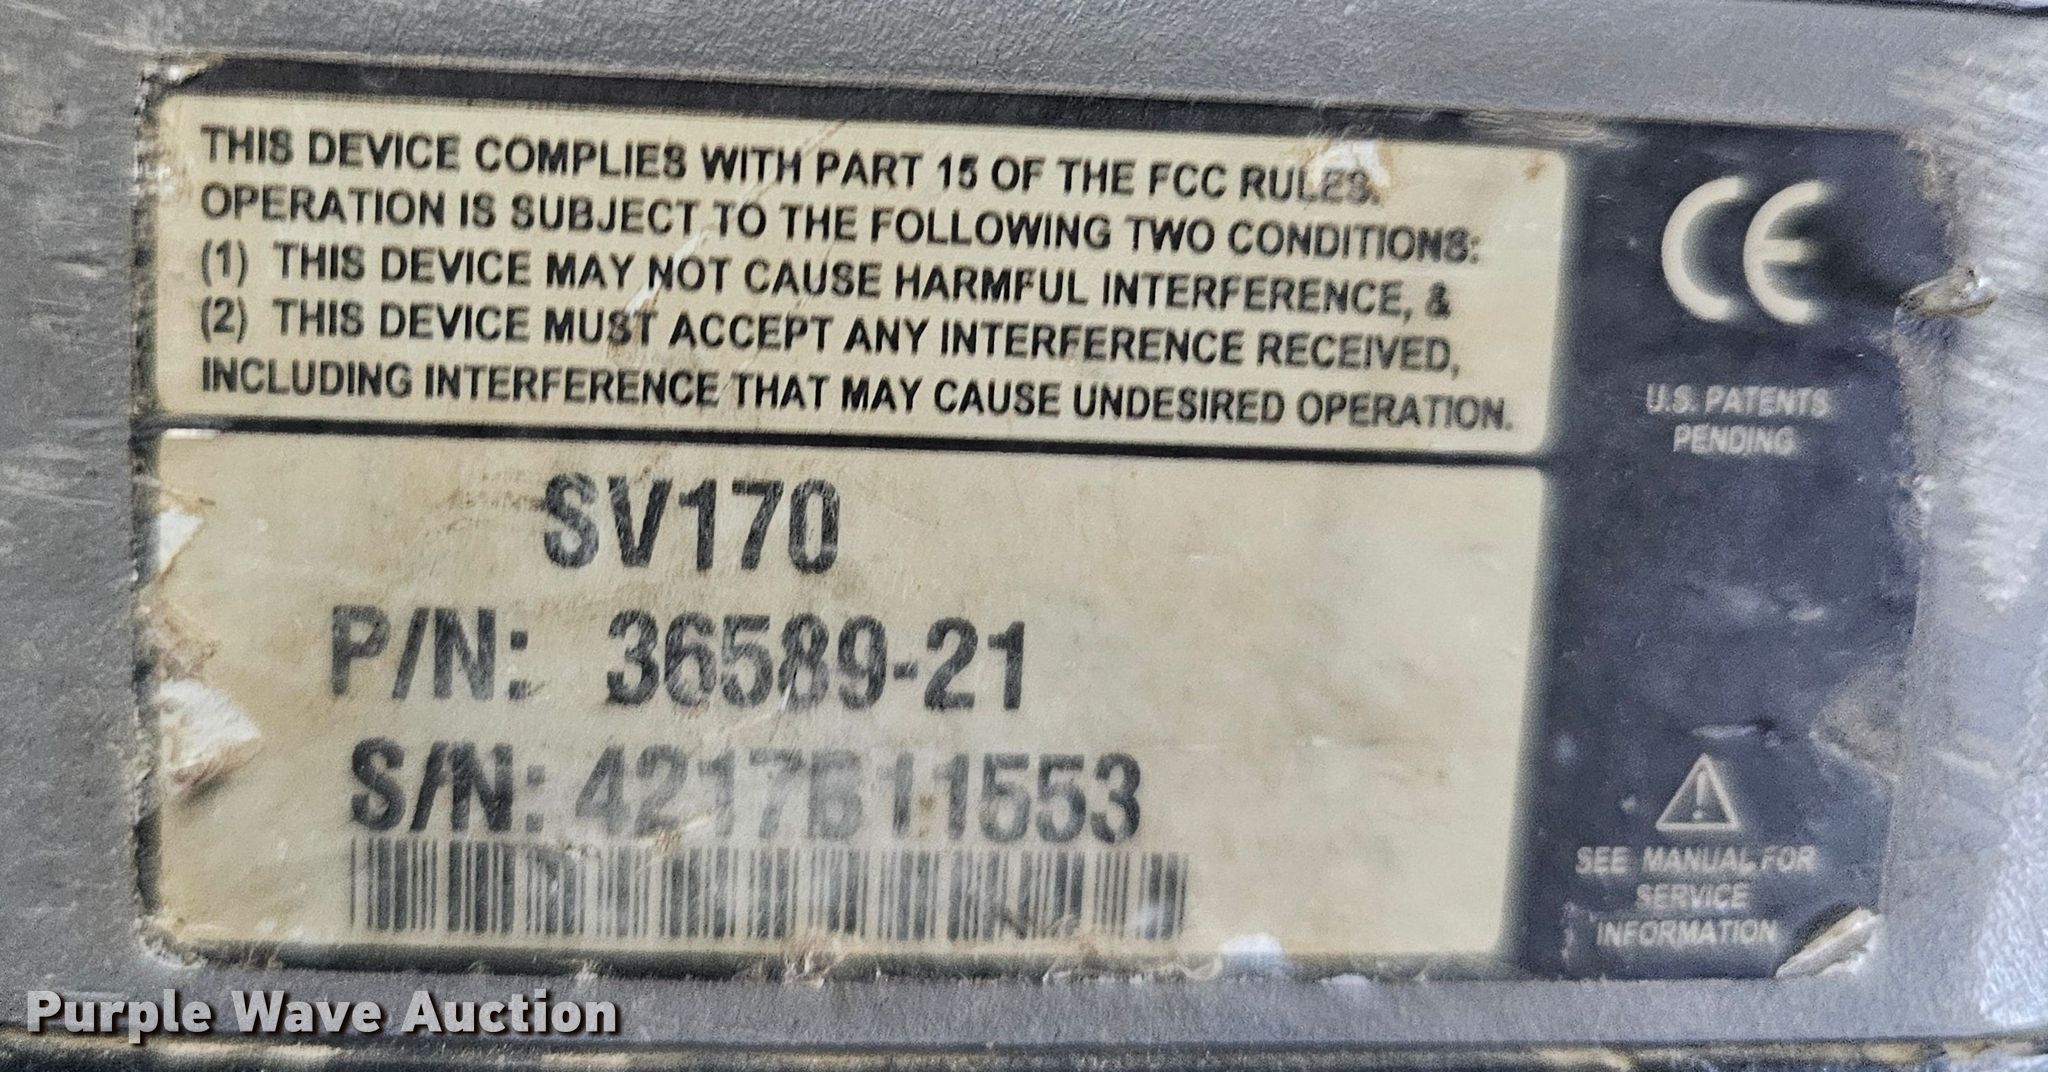 THIS DEVICE COMPLIES WITH PART 15 OF THE FCC RULES.
OPERATION IS SUBJECT TO THE FOLLOWING TWO CONDITIONS:
(1) THIS DEVICE MAY NOT CAUSE HARMFUL INTERFERENCE, &
(2) THIS DEVICE MUST ACCEPT ANY INTERFERENCE RECEIVED,
INCLUDING INTERFERENCE THAT MAY CAUSE UNDESIRED OPERATION.
SV170
P/N: 36589-21
S/N: 4217B11553
CE
U.S. PATENTS
PENDING
SEE MANUAL FOR
SERVICE
INFORMATION
Purple Wave Auction